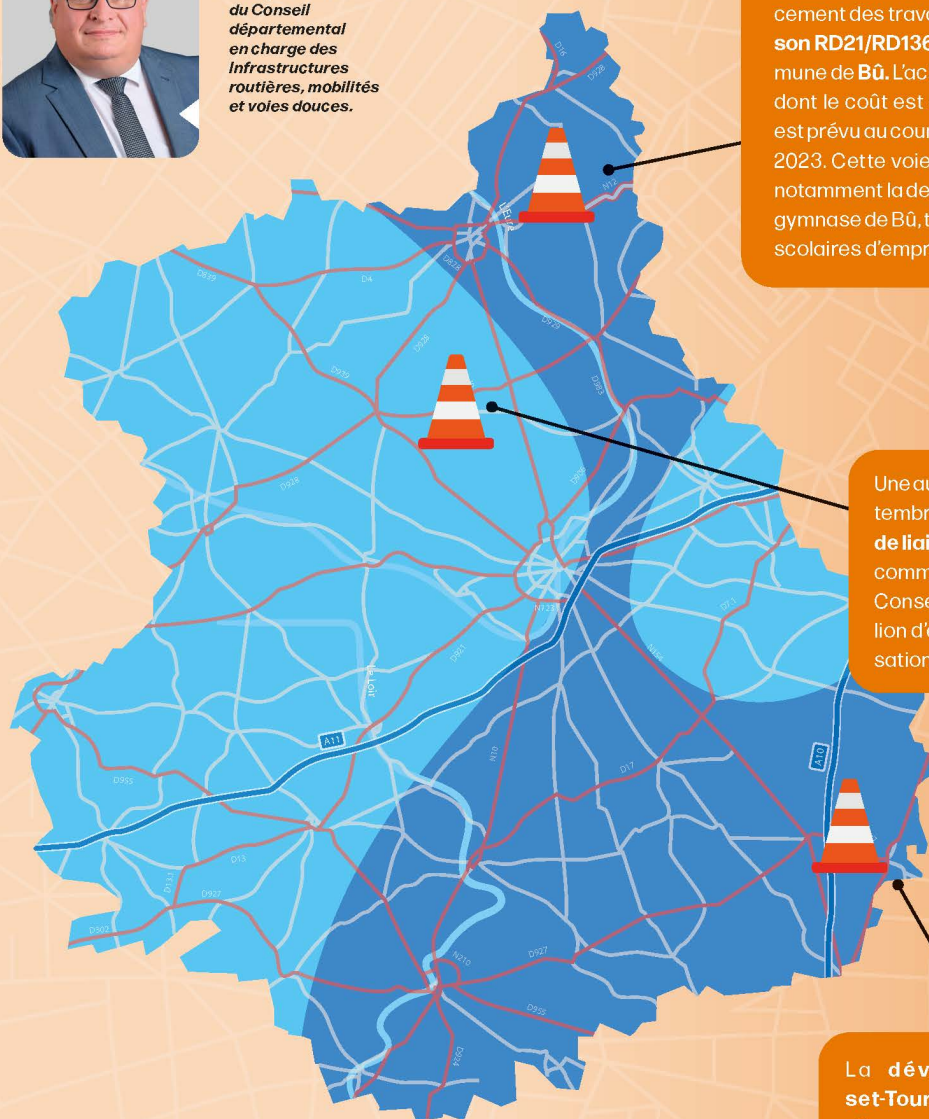 du Conseil
départemental
en charge des
Infrastructures
routières, mobilités
et voies douces.
cement des trava
son RD21/RD136
mune de Bû. L'ac
dont le coût est
est prévu au cour
2023. Cette voie
notamment la de
gymnase de Bû, t
scolaires d'empr
Une au
tembr
de liai
comm
Conse
lion d'
sation
La dév
set-Tour
D16
D928
N12
L'Eure
D828
D839
D4
D928
D929
D939
D983
D928
D906
N123
D921
N154
Le Loir
A11
A10
N10
D17
D955
D13
D13.1
D927
D302
N210
D927
D955
D924